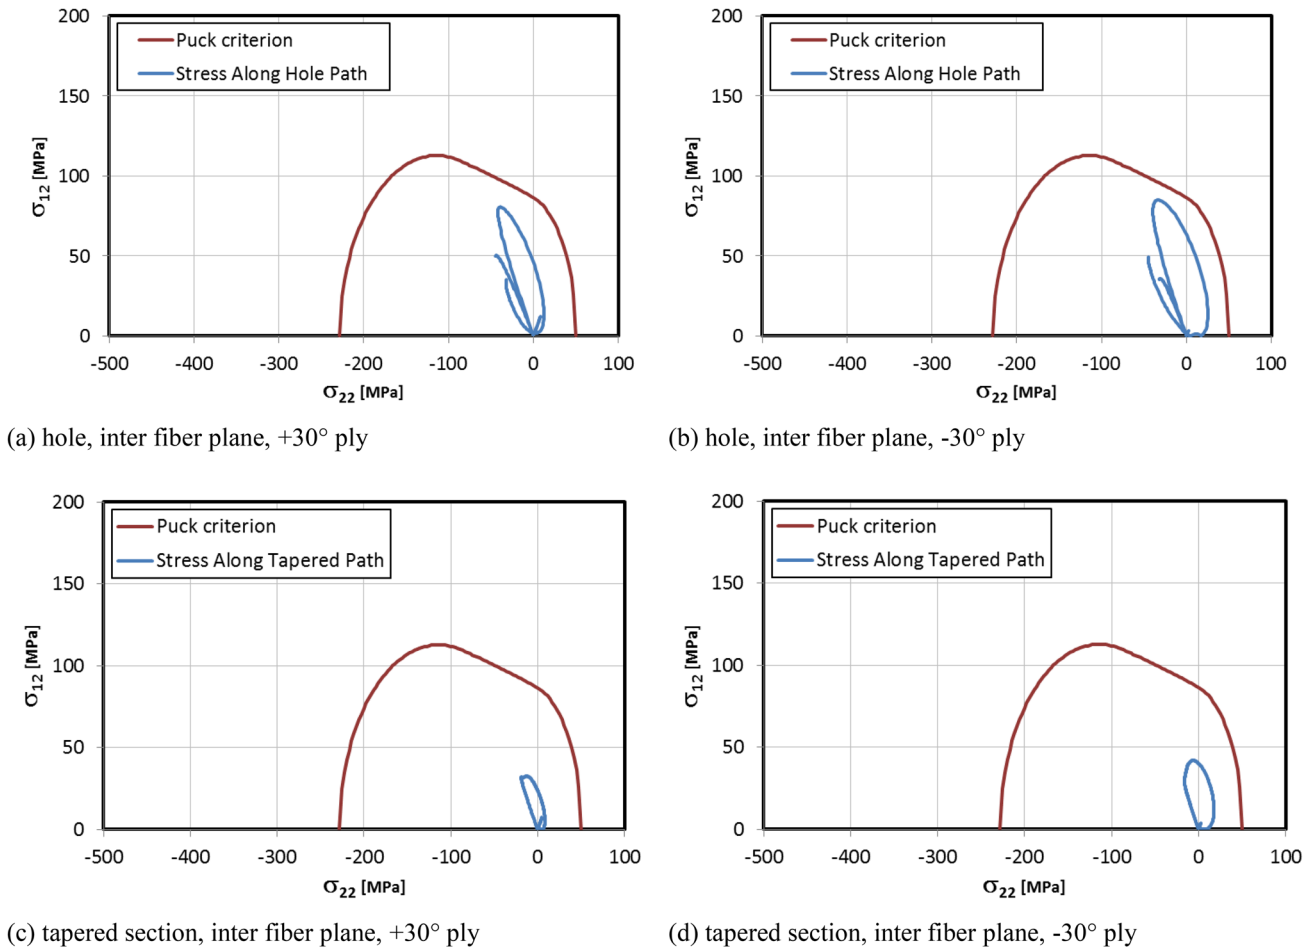 200
150
100
50
0
σ12 [MPa]
Puck criterion
Stress Along Hole Path
-500 -400 -300 -200 -100 0 100
σ22 [MPa]
(a) hole, inter fiber plane, +30° ply
200
150
100
50
0
σ12 [MPa]
Puck criterion
Stress Along Hole Path
-500 -400 -300 -200 -100 0 100
σ22 [MPa]
(b) hole, inter fiber plane, -30° ply
200
150
100
50
0
σ12 [MPa]
Puck criterion
Stress Along Tapered Path
-500 -400 -300 -200 -100 0 100
σ22 [MPa]
(c) tapered section, inter fiber plane, +30° ply
200
150
100
50
0
σ12 [MPa]
Puck criterion
Stress Along Tapered Path
-500 -400 -300 -200 -100 0 100
σ22 [MPa]
(d) tapered section, inter fiber plane, -30° ply